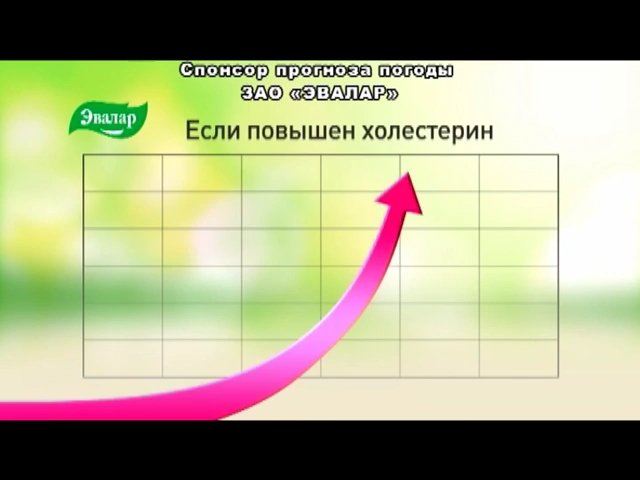 Спонсор прогноза погоды
ЗАО «ЭВАЛАР»
Эвалар
Если повышен холестерин